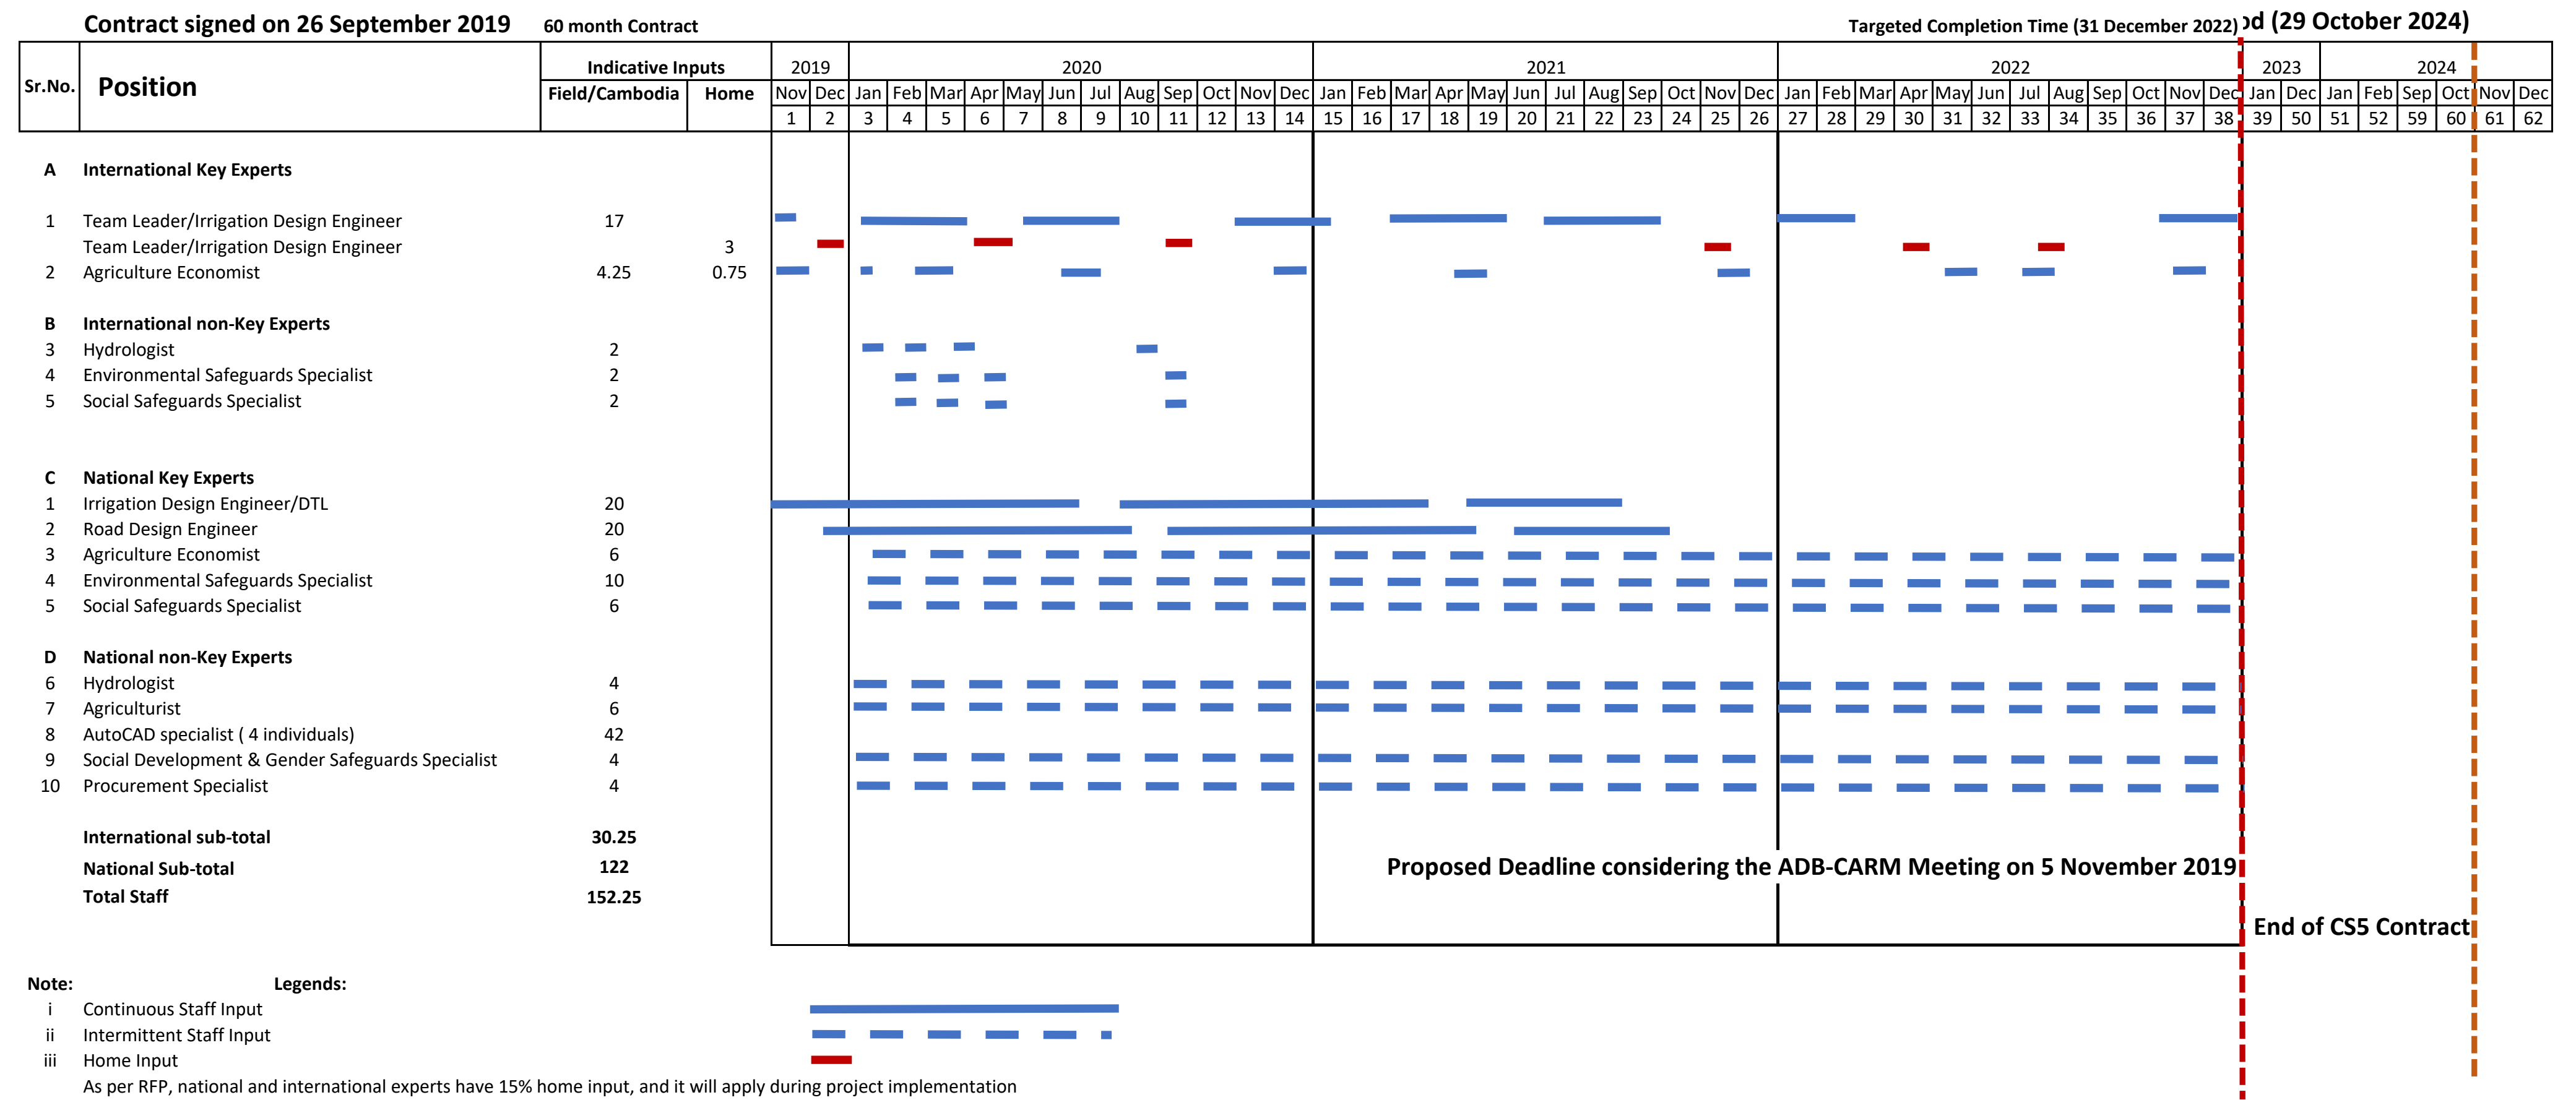 Contract signed on 26 September 2019 60 month Contract Targeted Completion Time (31 December 2022) od (29 October 2024)
Sr.No. Position Indicative Inputs 2019 2020 2021 2022 2023 2024
Field/Cambodia Home Nov Dec Jan Feb Mar Apr May Jun Jul Aug Sep Oct Nov Dec Jan Feb Mar Apr May Jun Jul Aug Sep Oct Nov Dec Jan Feb Mar Apr May Jun Jul Aug Sep Oct Nov Dec Jan Dec Jan Feb Sep Oct Nov Dec
1 2 3 4 5 6 7 8 9 10 11 12 13 14 15 16 17 18 19 20 21 22 23 24 25 26 27 28 29 30 31 32 33 34 35 36 37 38 39 50 51 52 59 60 61 62
A International Key Experts
1 Team Leader/Irrigation Design Engineer 17
Team Leader/Irrigation Design Engineer 3
2 Agriculture Economist 4.25 0.75
B International non-Key Experts
3 Hydrologist 2
4 Environmental Safeguards Specialist 2
5 Social Safeguards Specialist 2
C National Key Experts
1 Irrigation Design Engineer/DTL 20
2 Road Design Engineer 20
3 Agriculture Economist 6
4 Environmental Safeguards Specialist 10
5 Social Safeguards Specialist 6
D National non-Key Experts
6 Hydrologist 4
7 Agriculturist 6
8 AutoCAD specialist ( 4 individuals) 42
9 Social Development & Gender Safeguards Specialist 4
10 Procurement Specialist 4
International sub-total 30.25
National Sub-total 122
Proposed Deadline considering the ADB-CARM Meeting on 5 November 2019
Total Staff 152.25
End of CS5 Contract
Note: Legends:
i Continuous Staff Input
ii Intermittent Staff Input
iii Home Input
As per RFP, national and international experts have 15% home input, and it will apply during project implementation